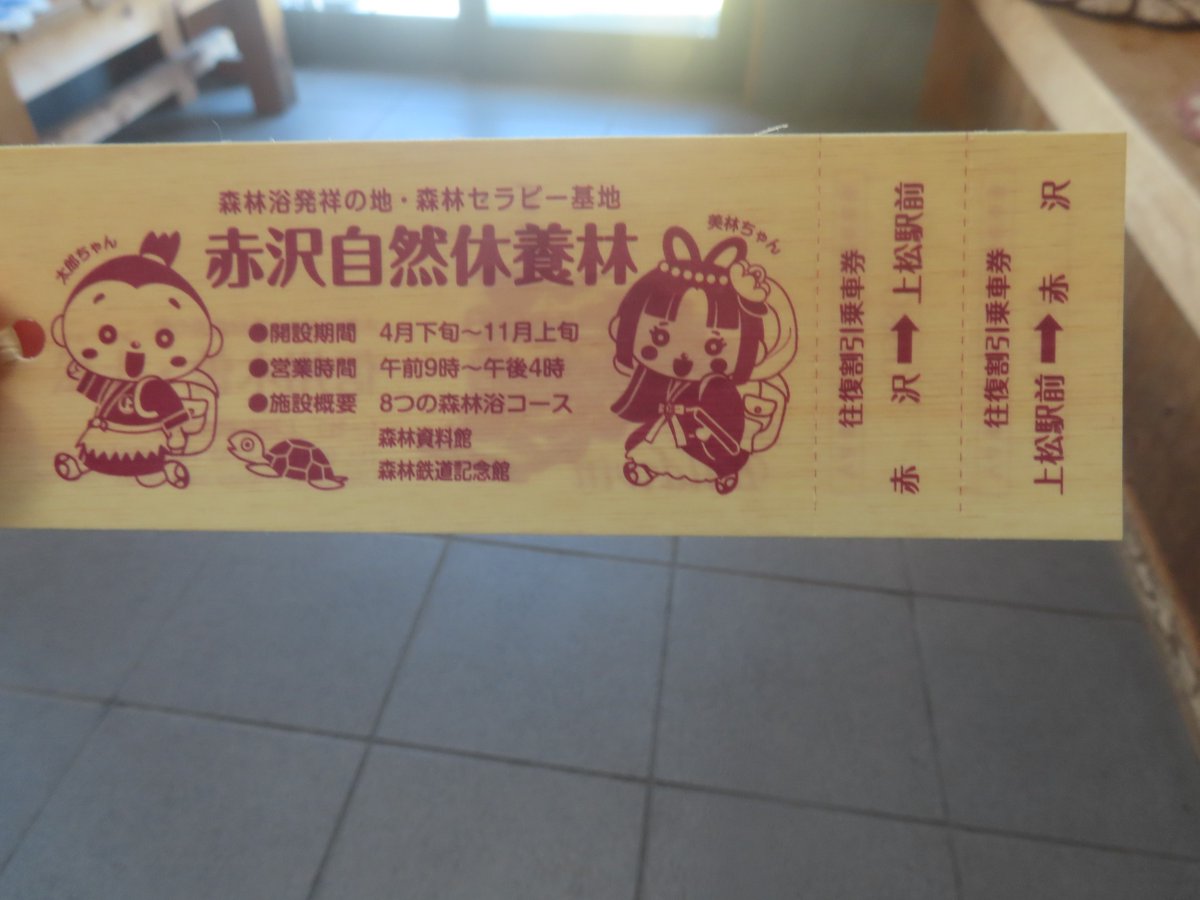 森林浴発祥の地・森林セラピー基地
太郎ちゃん
赤沢自然休養林
美林ちゃん
●開設期間 4月下旬〜11月上旬
●営業時間 午前9時〜午後4時
●施設概要 8つの森林浴コース
森林資料館
森林鉄道記念館
往復割引乗車券
赤沢➡上松駅前
往復割引乗車券
上松駅前➡赤沢